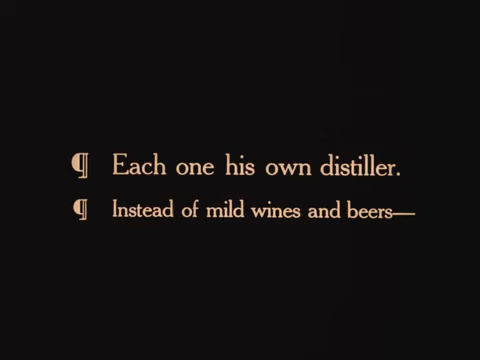 ¶ Each one his own distiller.
¶ Instead of mild wines and beers—